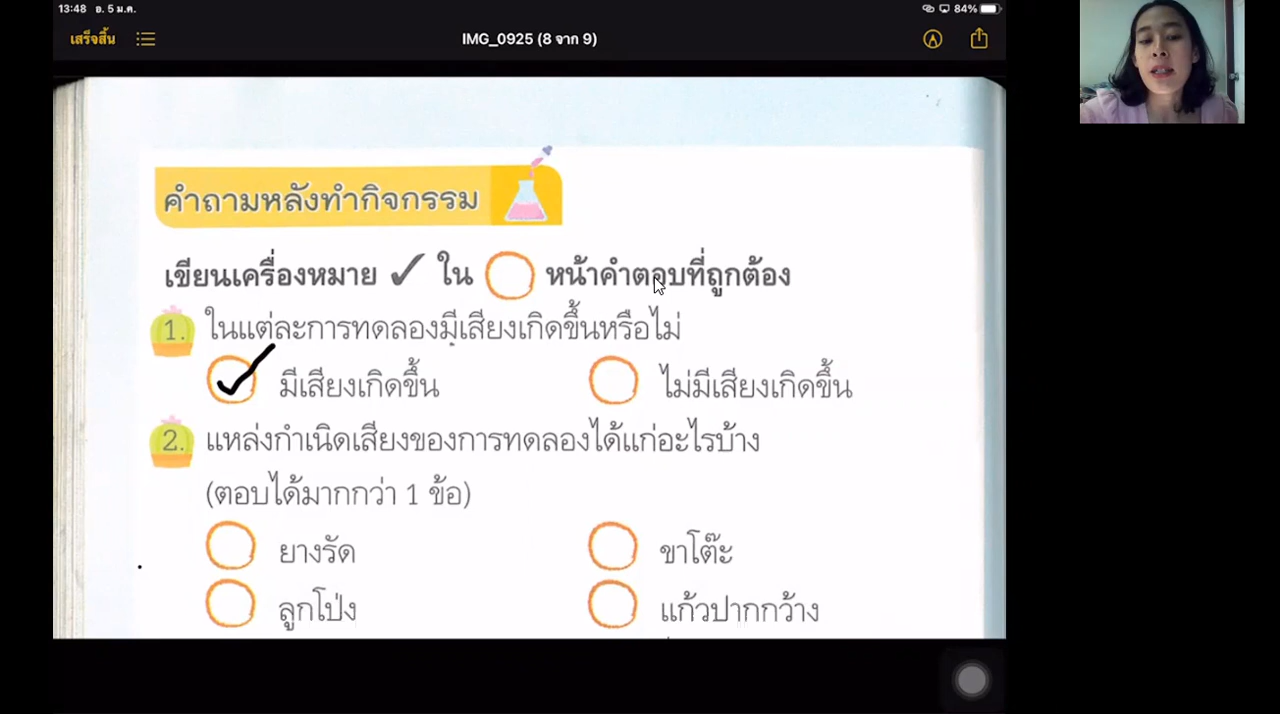 13:48 อ. 5 ม.ค.
84%
เสร็จสิ้น
IMG_0925 (8 จาก 9)
คำถามหลังทำกิจกรรม
เขียนเครื่องหมาย ✓ ใน ◯ หน้าคำตอบที่ถูกต้อง
1. ในแต่ละการทดลองมีเสียงเกิดขึ้นหรือไม่
มีเสียงเกิดขึ้น ไม่มีเสียงเกิดขึ้น
2. แหล่งกำเนิดเสียงของการทดลองได้แก่อะไรบ้าง
(ตอบได้มากกว่า 1 ข้อ)
ยางรัด ขาโต๊ะ
ลูกโป่ง แก้วปากกว้าง